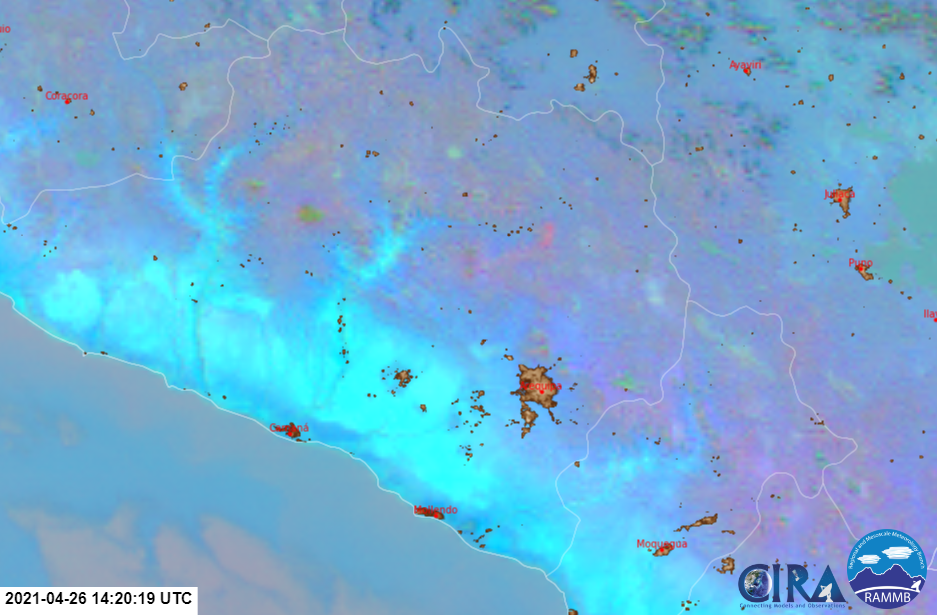 Ayaviri
Coracora
Juliaca
Puno
Ila
Arequipa
Camaná
Mollendo
Moquegua
2021-04-26 14:20:19 UTC
CIRA
Connecting Models and Observations
Regional and Mesoscale Meteorology Branch
RAMMB